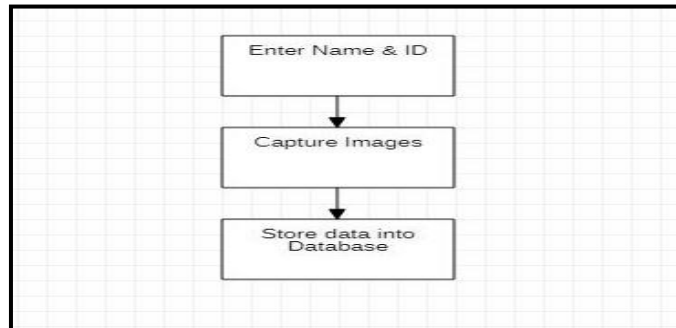 Enter Name & ID
Capture Images
Store data into
Database